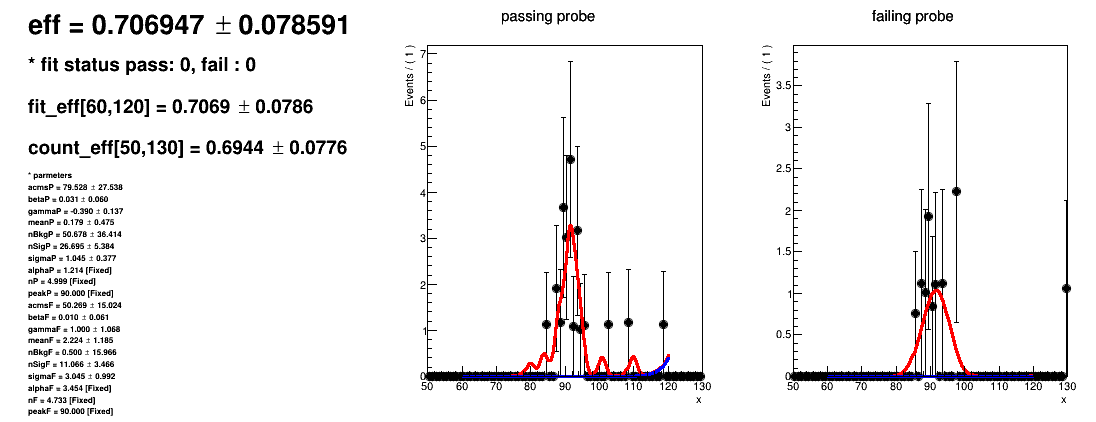 eff = 0.706947 ± 0.078591
* fit status pass: 0, fail : 0
fit_eff[60,120] = 0.7069 ± 0.0786
count_eff[50,130] = 0.6944 ± 0.0776
* parmeters
acmsP = 79.528 ± 27.538
betaP = 0.031 ± 0.060
gammaP = -0.390 ± 0.137
meanP = 0.179 ± 0.475
nBkgP = 50.678 ± 36.414
nSigP = 26.695 ± 5.384
sigmaP = 1.045 ± 0.377
alphaP = 1.214 [Fixed]
nP = 4.999 [Fixed]
peakP = 90.000 [Fixed]
acmsF = 50.269 ± 15.024
betaF = 0.010 ± 0.061
gammaF = 1.000 ± 1.068
meanF = 2.224 ± 1.185
nBkgF = 0.500 ± 15.966
nSigF = 11.066 ± 3.466
sigmaF = 3.045 ± 0.992
alphaF = 3.454 [Fixed]
nF = 4.733 [Fixed]
peakF = 90.000 [Fixed]
passing probe
Events / ( 1 )
7
6
5
4
3
2
1
0
50 60 70 80 90 100 110 120 130
x
failing probe
Events / ( 1 )
3.5
3
2.5
2
1.5
1
0.5
0
50 60 70 80 90 100 110 120 130
x